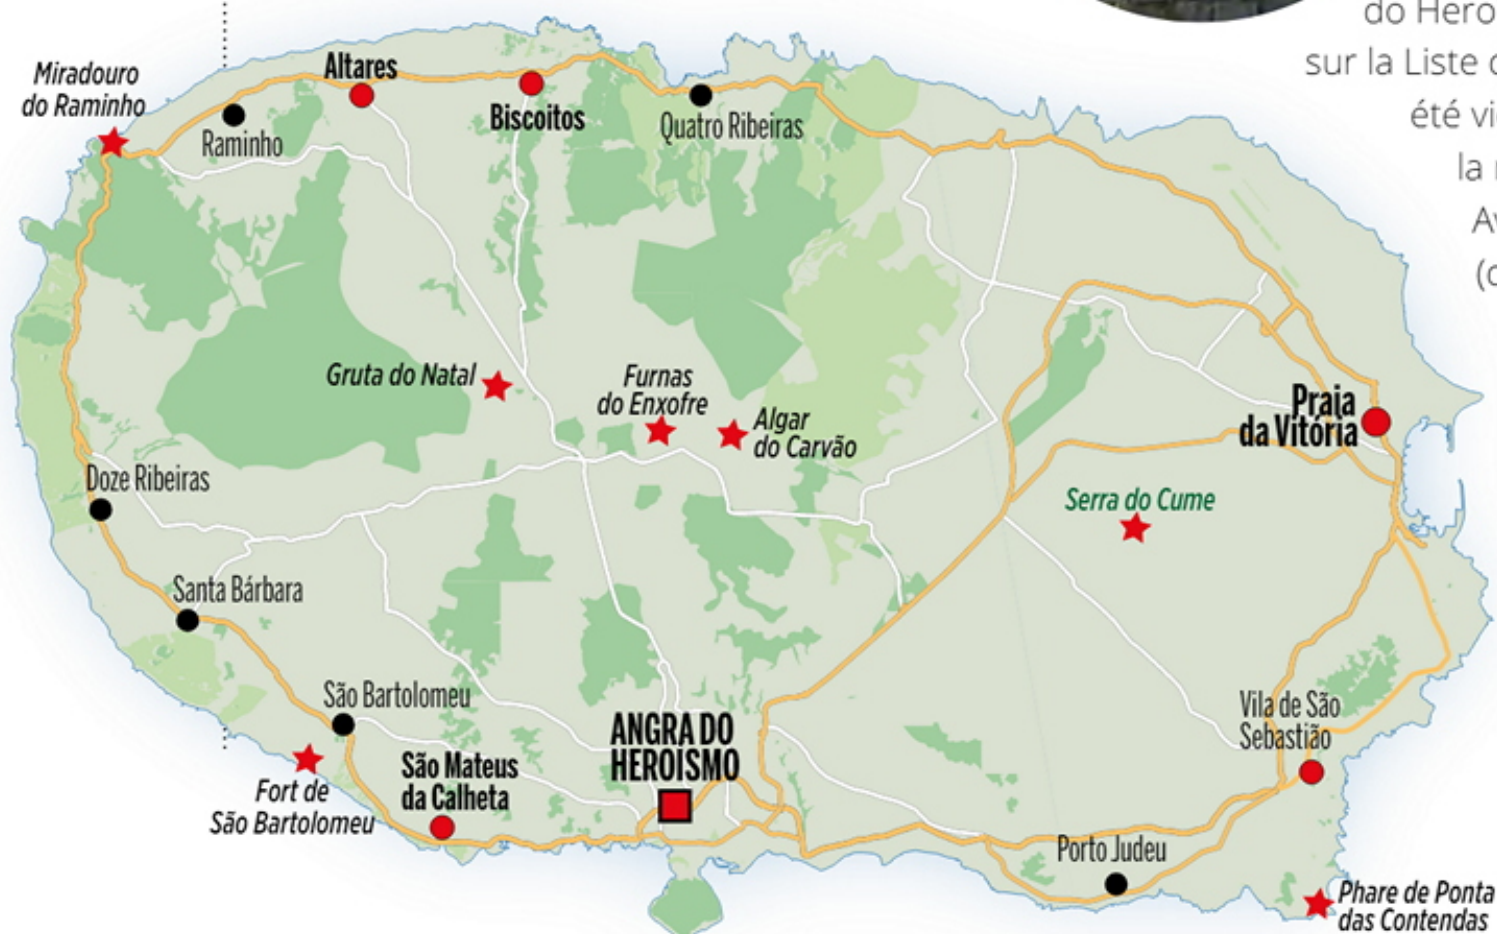 do Hero
sur la Liste
été
la
Miradouro
do Raminho
Altares
Raminho
Biscoitos
Quatro Ribeiras
Gruta do Natal
Furnas
do Enxofre
Algar
do Carvão
Praia
da Vitória
Doze Ribeiras
Serra do Cume
Santa Bárbara
São Bartolomeu
ANGRA DO
HEROÍSMO
Vila de São
Sebastião
São Mateus
da Calheta
Fort de
São Bartolomeu
Porto Judeu
Phare de Ponta
das Contendas